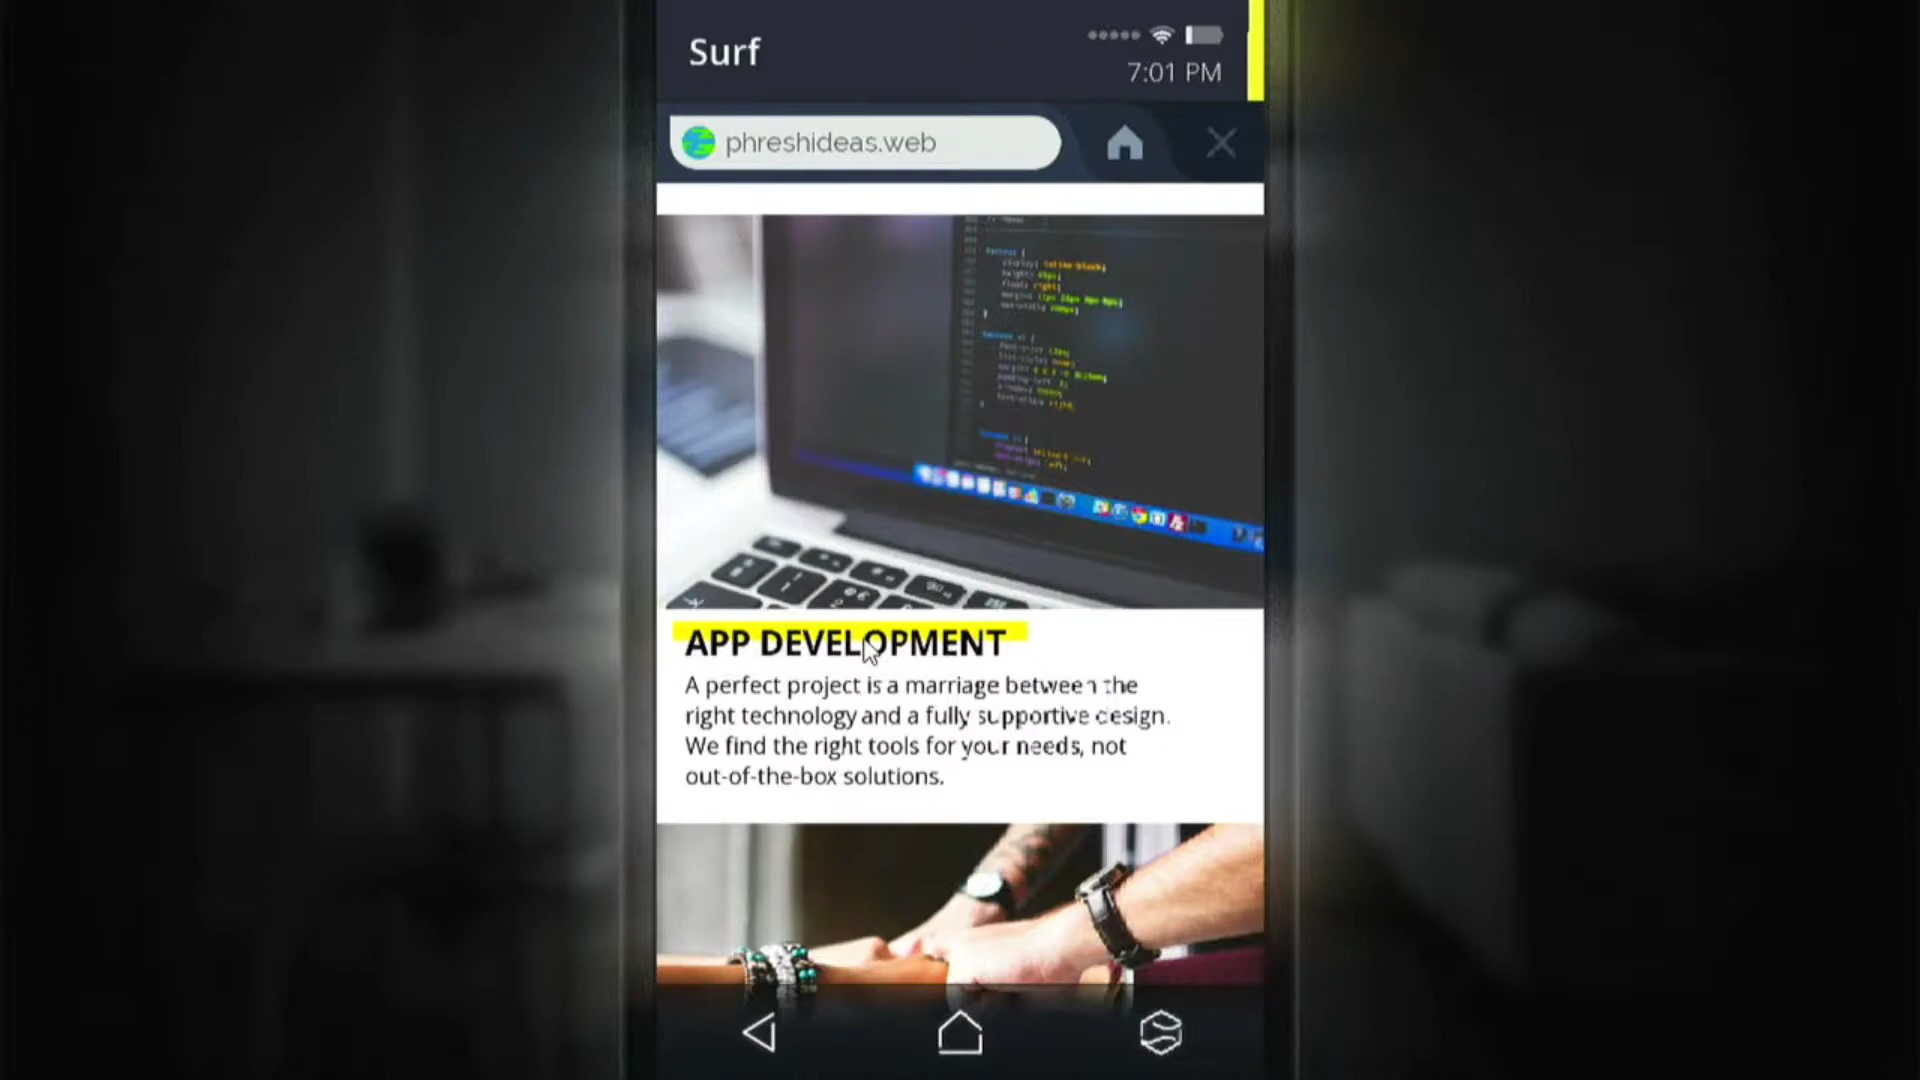 Surf
7:01 PM
phreshideas.web
APP DEVELOPMENT
A perfect project is a marriage between the
right technology and a fully supportive design.
We find the right tools for your needs, not
out-of-the-box solutions.